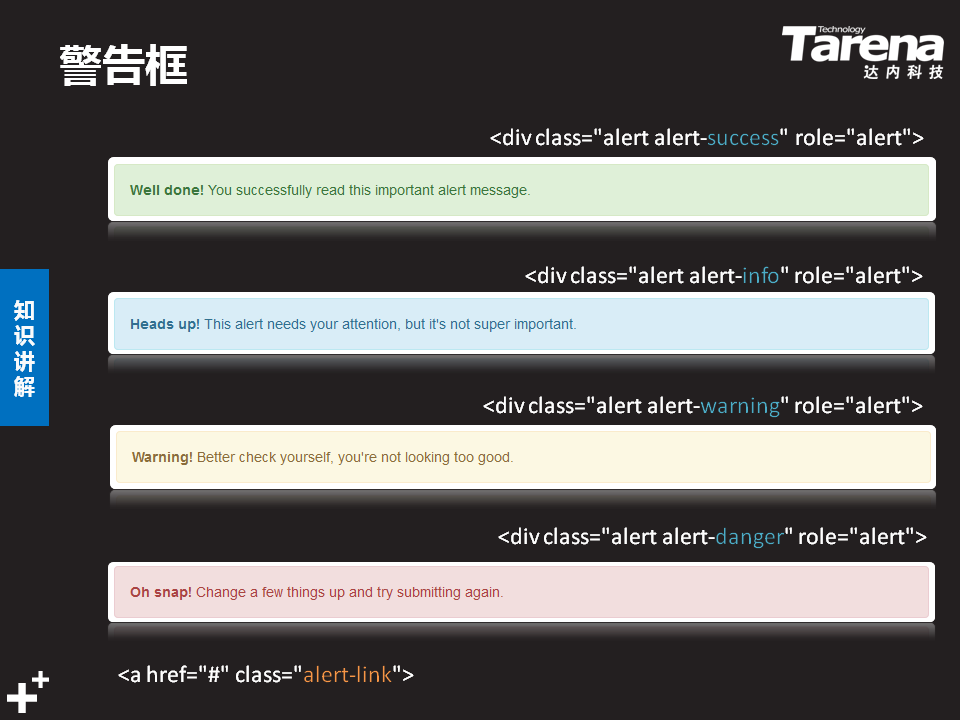 警告框
Technology
Tarena
达内科技
<div class="alert alert-success" role="alert">
Well done! You successfully read this important alert message.
<div class="alert alert-info" role="alert">
Heads up! This alert needs your attention, but it's not super important.
知识讲解
<div class="alert alert-warning" role="alert">
Warning! Better check yourself, you're not looking too good.
<div class="alert alert-danger" role="alert">
Oh snap! Change a few things up and try submitting again.
<a href="#" class="alert-link">